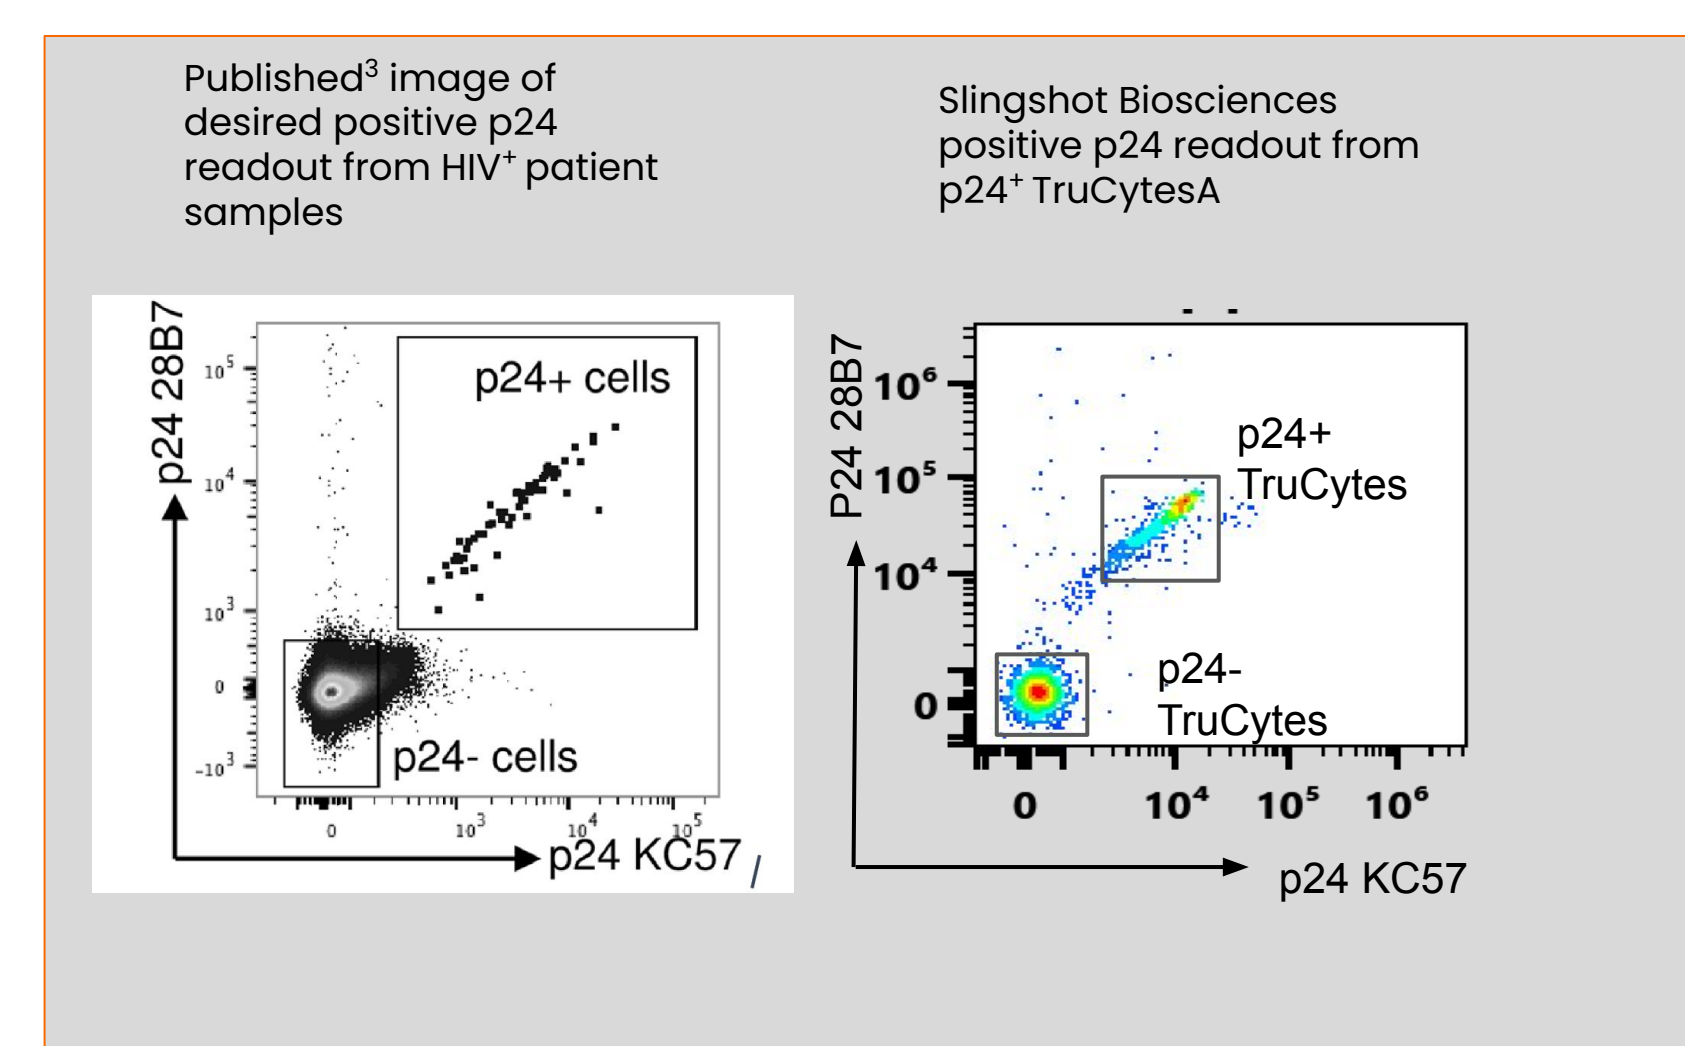 Published³ image of
desired positive p24
readout from HIV⁺ patient
samples
Slingshot Biosciences
positive p24 readout from
p24⁺ TruCytesA
p24 28B7
10⁵
10⁴
10³
0
-10³
p24+ cells
p24- cells
0
10³
10⁴
10⁵
p24 KC57
/
P24 28B7
10⁶
10⁵
10⁴
0
p24+
TruCytes
p24-
TruCytes
0
10⁴
10⁵
10⁶
p24 KC57